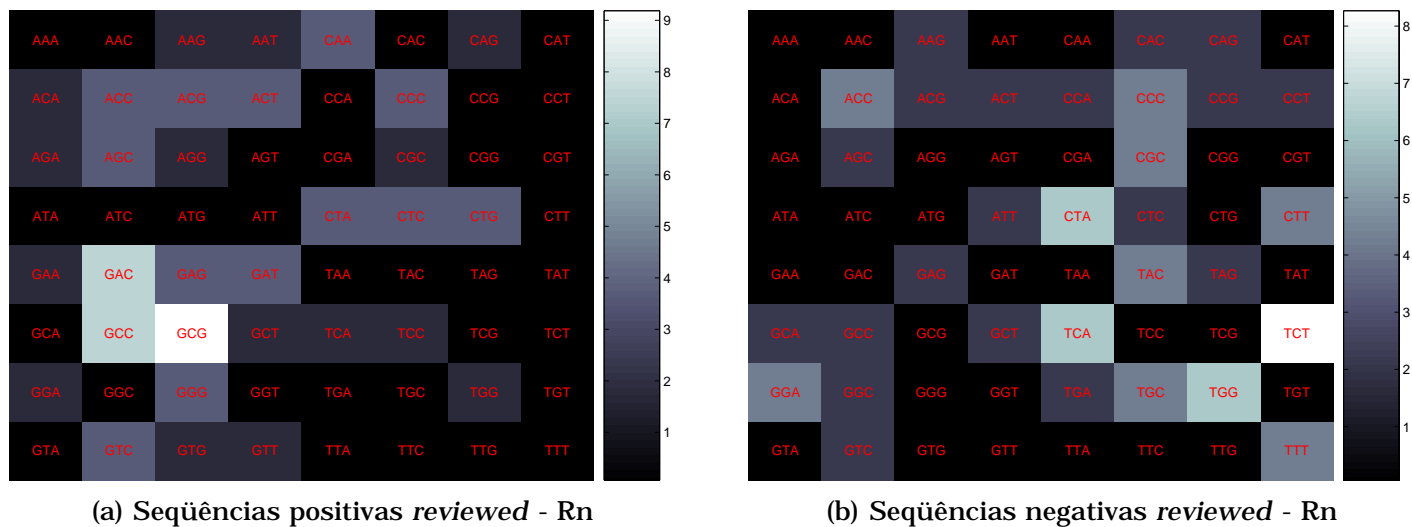 AAA AAC AAG AAT CAA CAC CAG CAT
ACA ACC ACG ACT CCA CCC CCG CCT
AGA AGC AGG AGT CGA CGC CGG CGT
ATA ATC ATG ATT CTA CTC CTG CTT
GAA GAC GAG GAT TAA TAC TAG TAT
GCA GCC GCG GCT TCA TCC TCG TCT
GGA GGC GGG GGT TGA TGC TGG TGT
GTA GTC GTG GTT TTA TTC TTG TTT
9
8
7
6
5
4
3
2
1
(a) Seqüências positivas reviewed - Rn
AAA AAC AAG AAT CAA CAC CAG CAT
ACA ACC ACG ACT CCA CCC CCG CCT
AGA AGC AGG AGT CGA CGC CGG CGT
ATA ATC ATG ATT CTA CTC CTG CTT
GAA GAC GAG GAT TAA TAC TAG TAT
GCA GCC GCG GCT TCA TCC TCG TCT
GGA GGC GGG GGT TGA TGC TGG TGT
GTA GTC GTG GTT TTA TTC TTG TTT
8
7
6
5
4
3
2
1
(b) Seqüências negativas reviewed - Rn